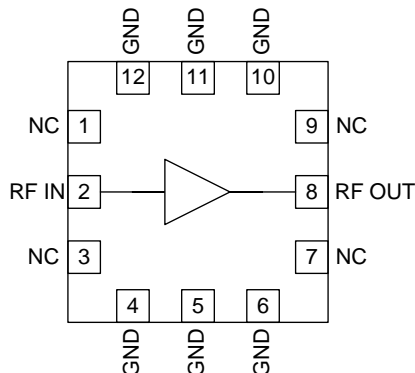 GND GND GND
12 11 10
NC 1 9 NC
RF IN 2 8 RF OUT
NC 3 7 NC
4 5 6
GND GND GND